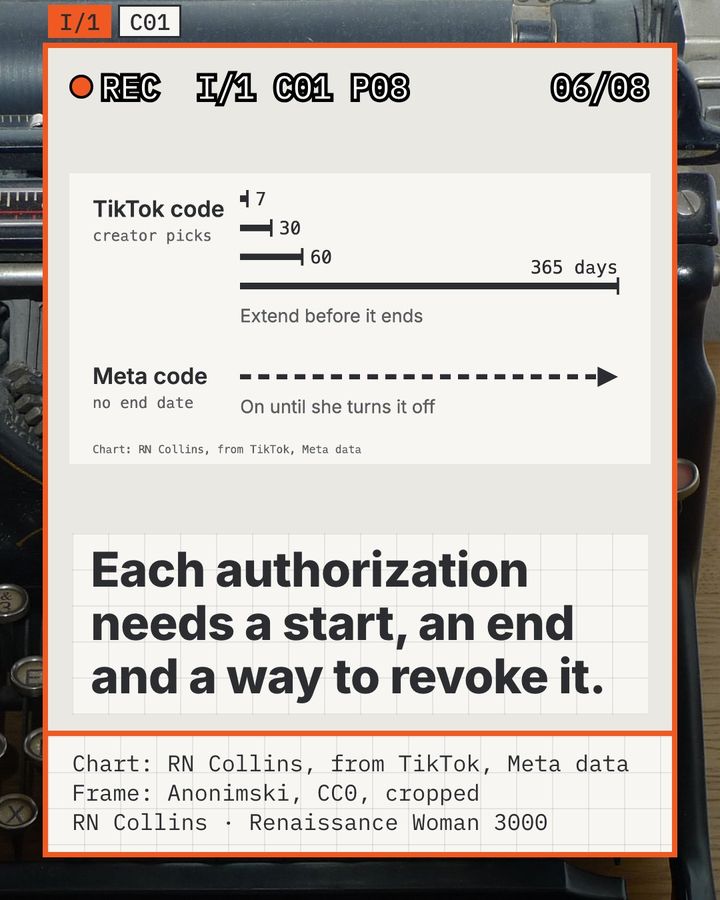 I/1 C01
REC I/1 C01 P08 06/08
TikTok code
creator picks
7
30
60
365 days
Extend before it ends
Meta code
no end date
On until she turns it off
Chart: RN Collins, from TikTok, Meta data
Each authorization
needs a start, an end
and a way to revoke it.
Chart: RN Collins, from TikTok, Meta data
Frame: Anonimski, CC0, cropped
RN Collins · Renaissance Woman 3000
X